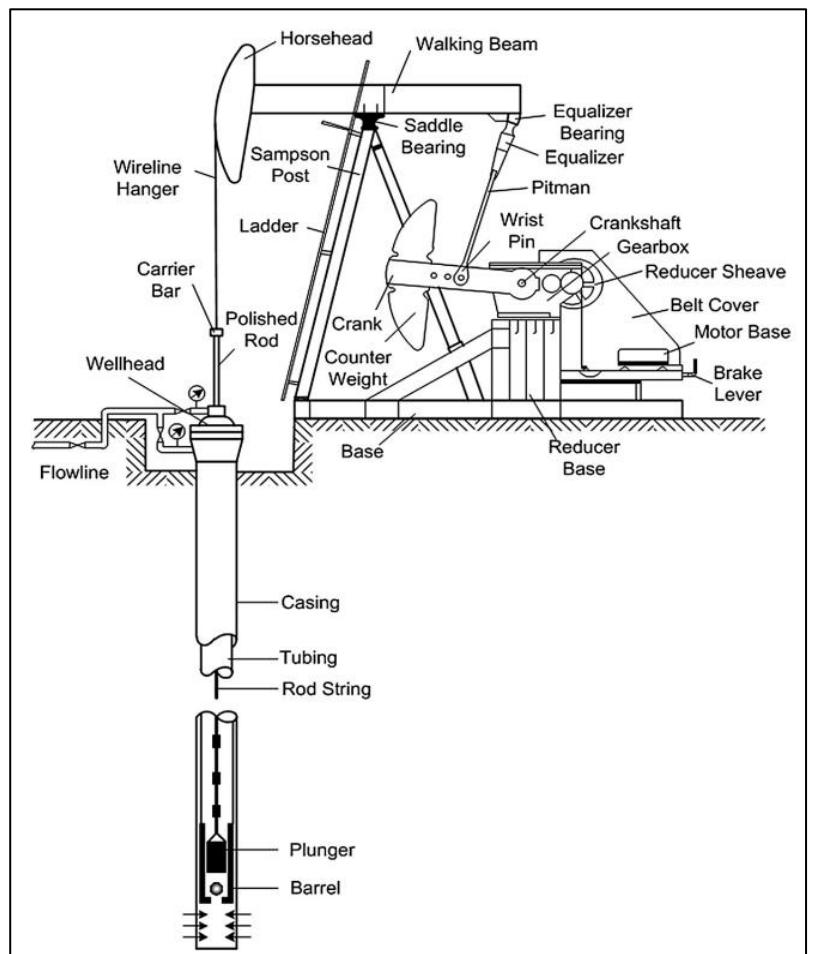 Horsehead
Walking Beam
Equalizer
Bearing
Saddle
Bearing
Equalizer
Sampson
Post
Wireline
Hanger
Pitman
Ladder
Wrist
Pin
Crankshaft
Gearbox
Reducer Sheave
Carrier
Bar
Belt Cover
Polished
Rod
Crank
Motor Base
Counter
Weight
Wellhead
Brake
Lever
Base
Reducer
Base
Flowline
Casing
Tubing
Rod String
Plunger
Barrel